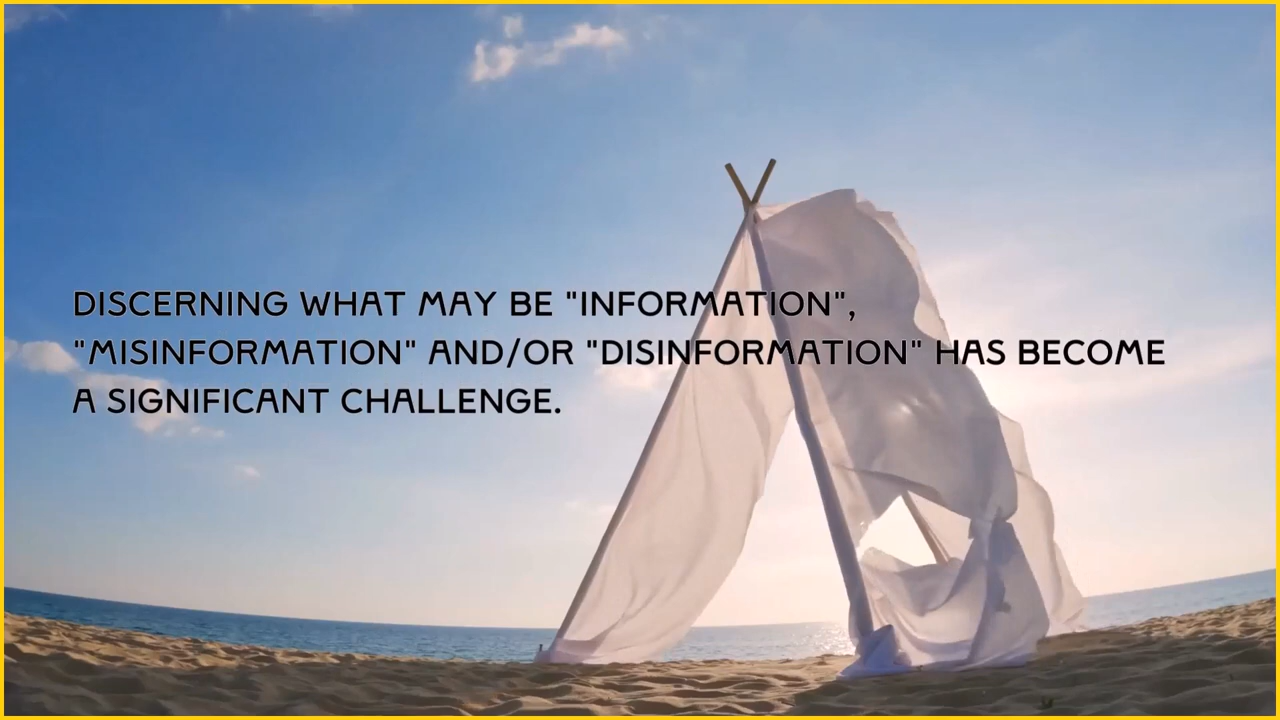 DISCERNING WHAT MAY BE "INFORMATION",
"MISINFORMATION" AND/OR "DISINFORMATION" HAS BECOME
A SIGNIFICANT CHALLENGE.